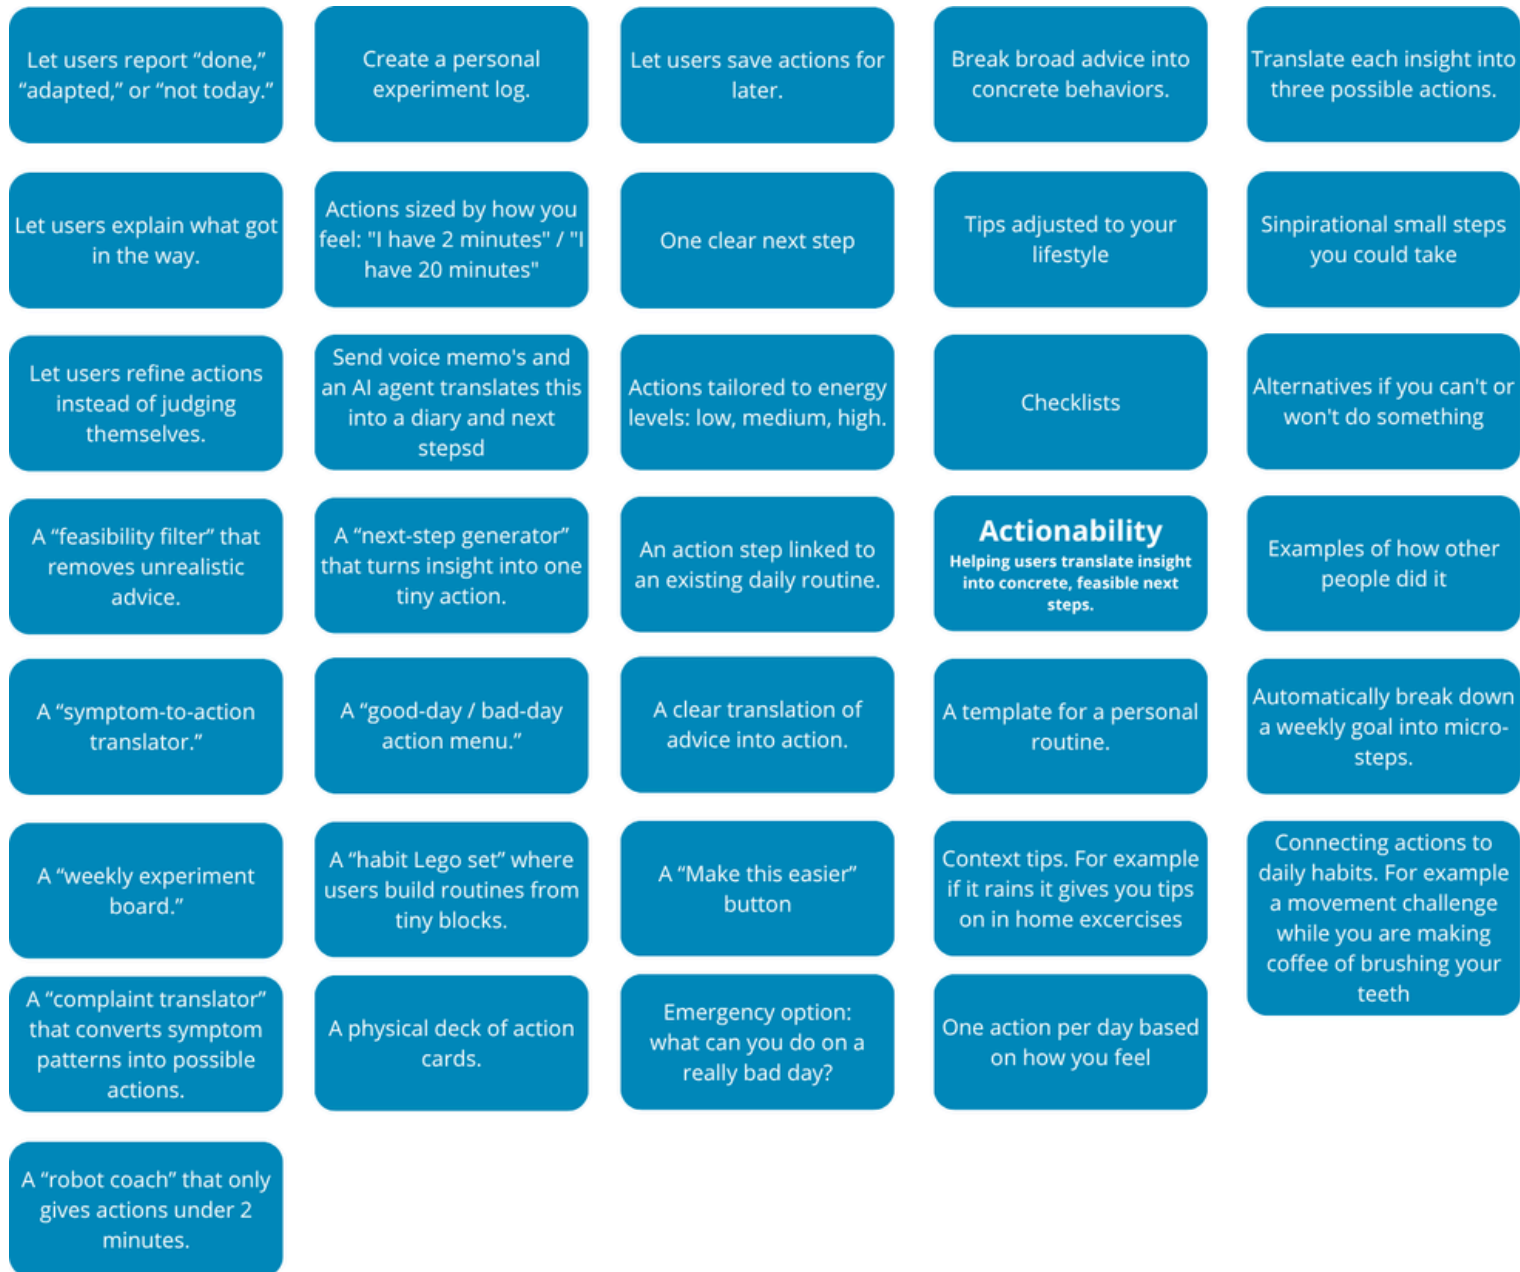 Let users report “done,”
“adapted,” or “not today.”
Create a personal
experiment log.
Let users save actions for
later.
Break broad advice into
concrete behaviors.
Translate each insight into
three possible actions.
Let users explain what got
in the way.
Actions sized by how you
feel: "I have 2 minutes" / "I
have 20 minutes"
One clear next step
Tips adjusted to your
lifestyle
Sinpirational small steps
you could take
Let users refine actions
instead of judging
themselves.
Send voice memo's and
an AI agent translates this
into a diary and next
stepsd
Actions tailored to energy
levels: low, medium, high.
Checklists
Alternatives if you can't or
won't do something
A “feasibility filter” that
removes unrealistic
advice.
A “next-step generator”
that turns insight into one
tiny action.
An action step linked to
an existing daily routine.
Actionability
Helping users translate insight
into concrete, feasible next
steps.
Examples of how other
people did it
A “symptom-to-action
translator.”
A “good-day / bad-day
action menu.”
A clear translation of
advice into action.
A template for a personal
routine.
Automatically break down
a weekly goal into micro-
steps.
A “weekly experiment
board.”
A “habit Lego set” where
users build routines from
tiny blocks.
A “Make this easier”
button
Context tips. For example
if it rains it gives you tips
on in home excercises
Connecting actions to
daily habits. For example
a movement challenge
while you are making
coffee of brushing your
teeth
A “complaint translator”
that converts symptom
patterns into possible
actions.
A physical deck of action
cards.
Emergency option:
what can you do on a
really bad day?
One action per day based
on how you feel
A “robot coach” that only
gives actions under 2
minutes.